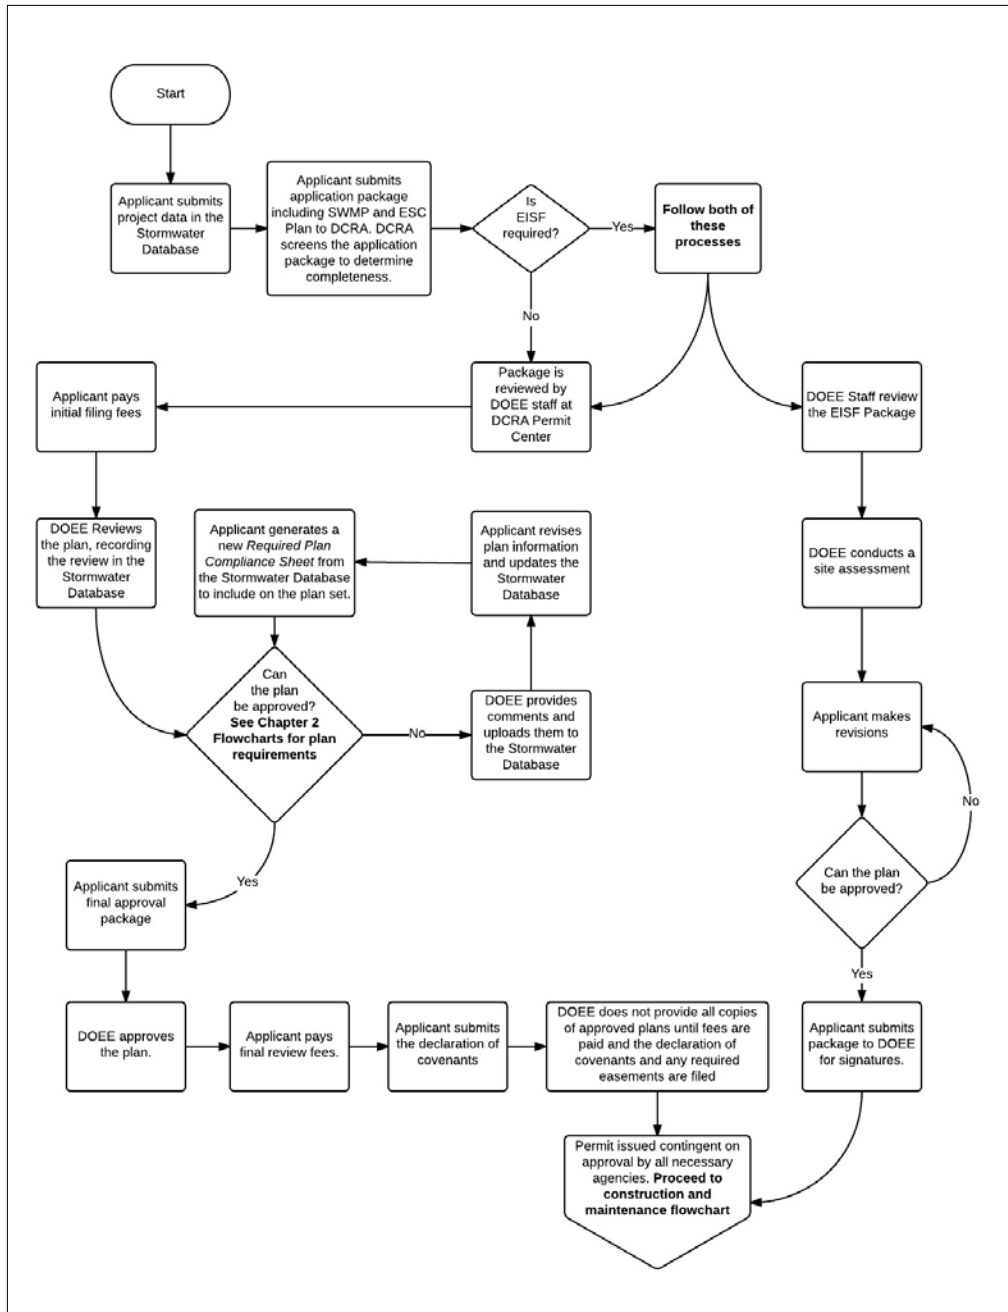 Start
Applicant submits
project data in the
Stormwater
Database
Applicant submits
application package
including SWMP and ESC
Plan to DCRA. DCRA
screens the application
package to determine
completeness.
Is
EISF
required?
Yes
Follow both of
these
processes
No
Applicant pays
initial filing fees
Package is
reviewed by
DOEE staff at
DCRA Permit
Center
DOEE Staff review
the EISF Package
DOEE Reviews
the plan, recording
the review in the
Stormwater
Database
Applicant generates a
new Required Plan
Compliance Sheet from
the Stormwater Database
to include on the plan set.
Applicant revises
plan information
and updates the
Stormwater
Database
DOEE conducts a
site assessment
Can
the plan
be approved?
See Chapter 2
Flowcharts for plan
requirements
No
DOEE provides
comments and
uploads them to
the Stormwater
Database
Applicant makes
revisions
No
Can the plan
be approved?
Yes
Applicant submits
final approval
package
Yes
DOEE approves
the plan.
Applicant pays
final review fees.
Applicant submits
the declaration of
covenants
DOEE does not provide all copies
of approved plans until fees are
paid and the declaration of
covenants and any required
easements are filed
Applicant submits
package to DOEE
for signatures.
Permit issued contingent on
approval by all necessary
agencies. Proceed to
construction and
maintenance flowchart